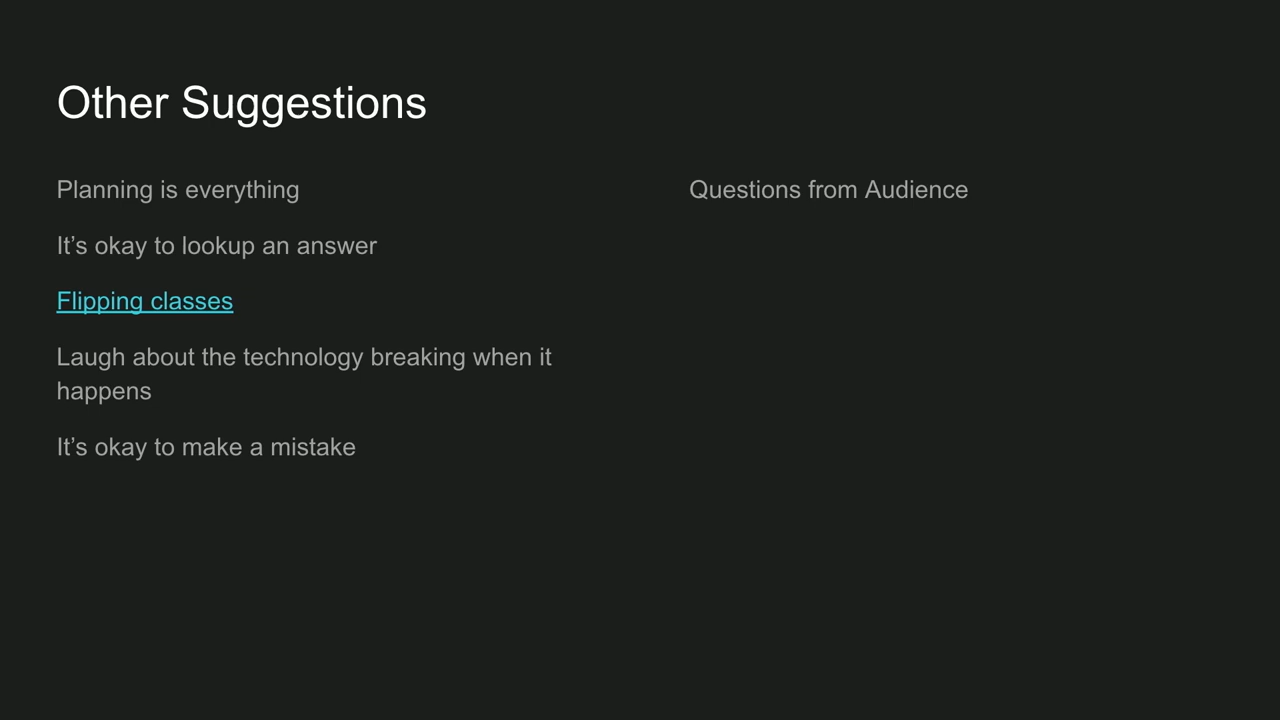 Other Suggestions
Planning is everything
It’s okay to lookup an answer
Flipping classes
Laugh about the technology breaking when it
happens
It’s okay to make a mistake
Questions from Audience